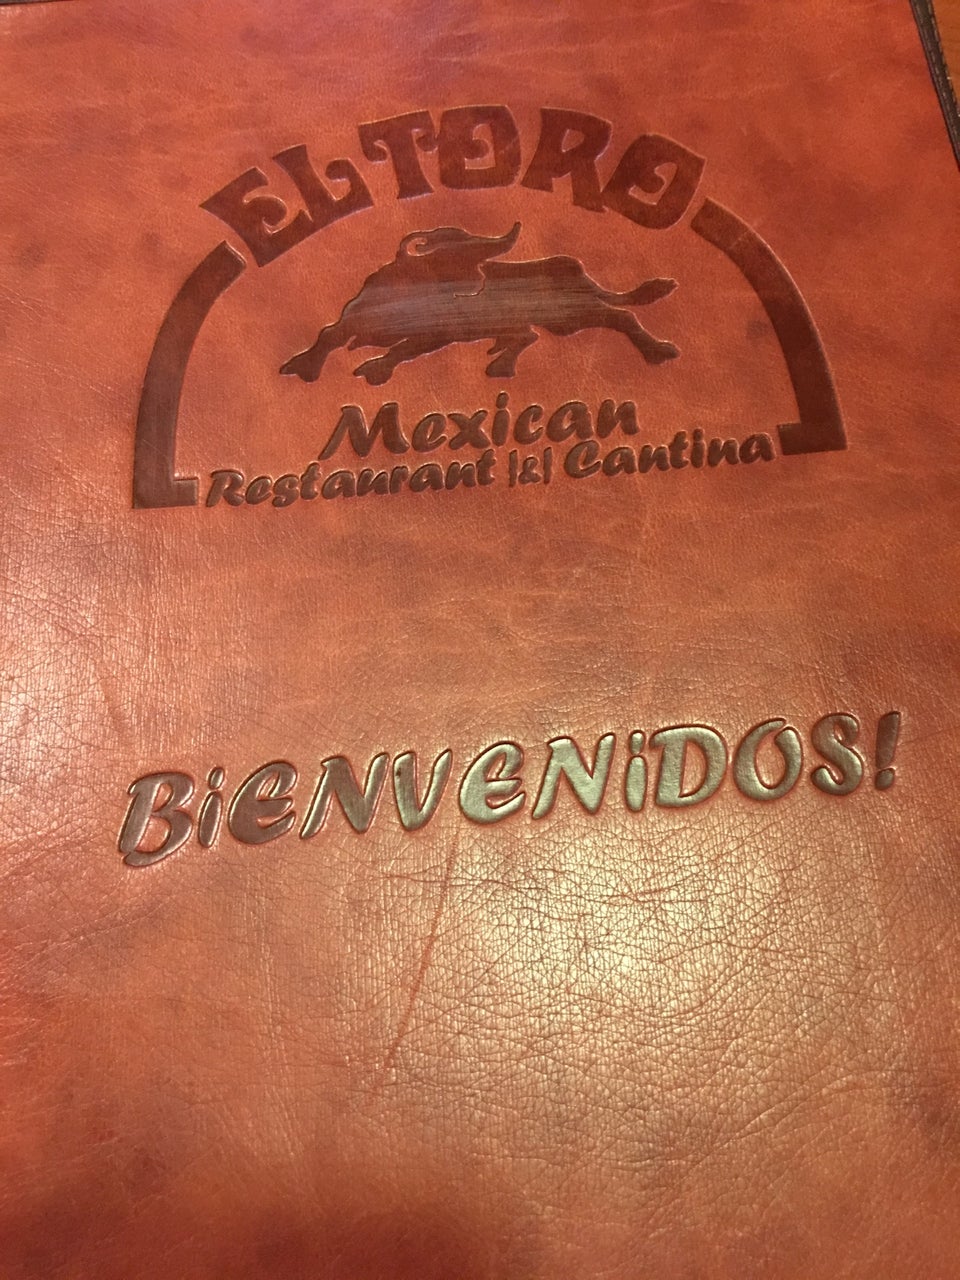 EL TORO
Mexican
Restaurant |&| Cantina
BiENVENiDOS!